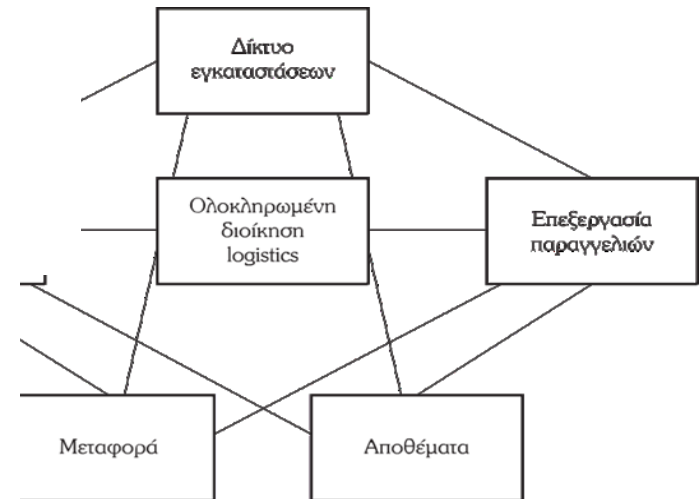 Δίκτυο
εγκαταστάσεων
Ολοκληρωμένη
διοίκηση
logistics
Επεξεργασία
παραγγελιών
Μεταφορά
Αποθέματα